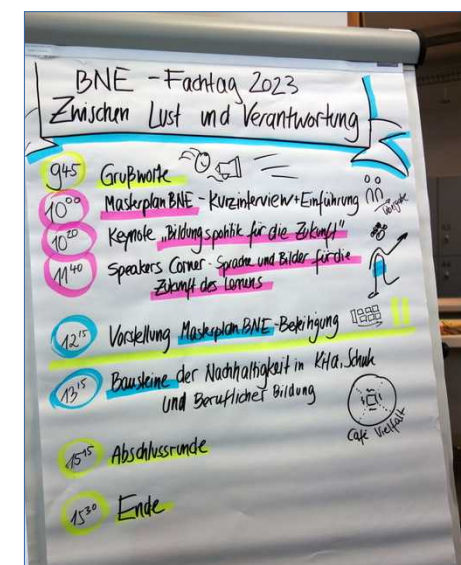 BNE - Fachtag 2023
Zwischen Lust und Verantwortung
9⁴⁵ Grußworte
10⁰⁰ Masterplan BNE - Kurzinterview + Einführung
10²⁰ Keynote „Bildungspolitik für die Zukunft"
11⁴⁰ Speakers Corner - Sprache und Bilder für die
Zukunft des Lernens
12¹⁵ Vorstellung Masterplan BNE - Beteiligung !!
13¹⁵ Bausteine der Nachhaltigkeit in Kita, Schule
und Beruflicher Bildung
Café Vielfalt
15¹⁵ Abschlussrunde
15³⁰ Ende